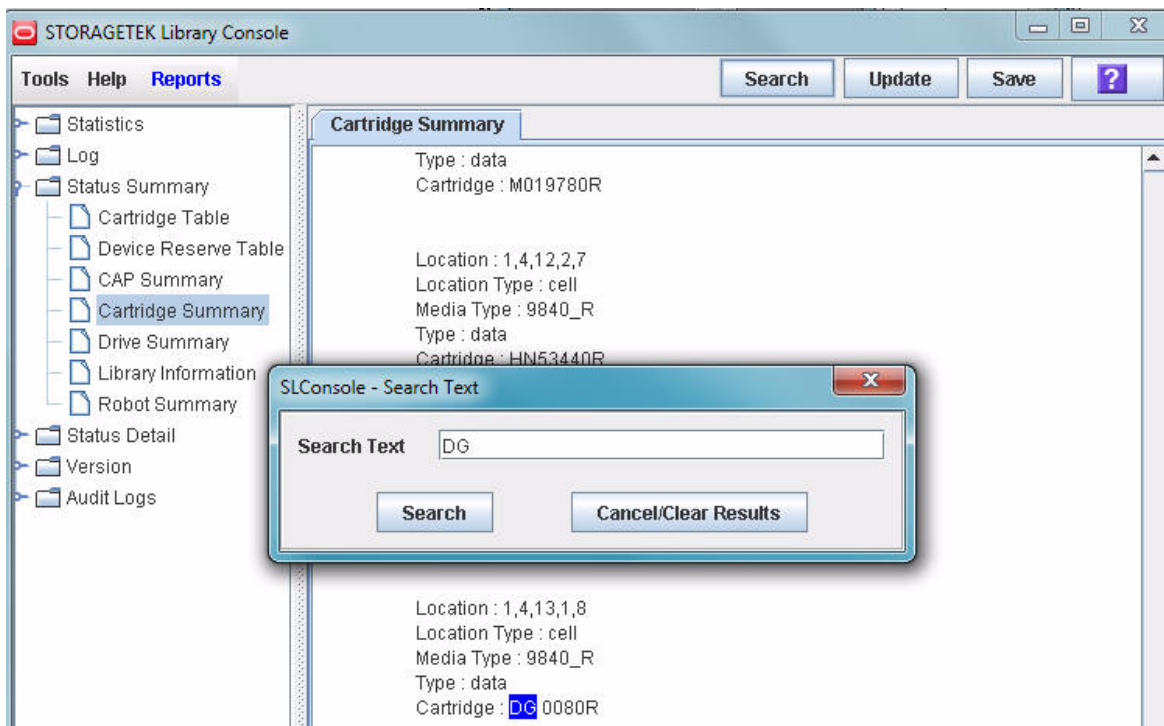 STORAGETEK Library Console
Tools Help Reports
Search Update Save ?
Statistics
Log
Status Summary
Cartridge Table
Device Reserve Table
CAP Summary
Cartridge Summary
Drive Summary
Library Information
Robot Summary
Status Detail
Version
Audit Logs
Cartridge Summary
Type : data
Cartridge : M019780R
Location : 1,4,12,2,7
Location Type : cell
Media Type : 9840_R
Type : data
Cartridge : HN53440R
SLConsole - Search Text
Search Text DG
Search Cancel/Clear Results
Location : 1,4,13,1,8
Location Type : cell
Media Type : 9840_R
Type : data
Cartridge : DG 0080R